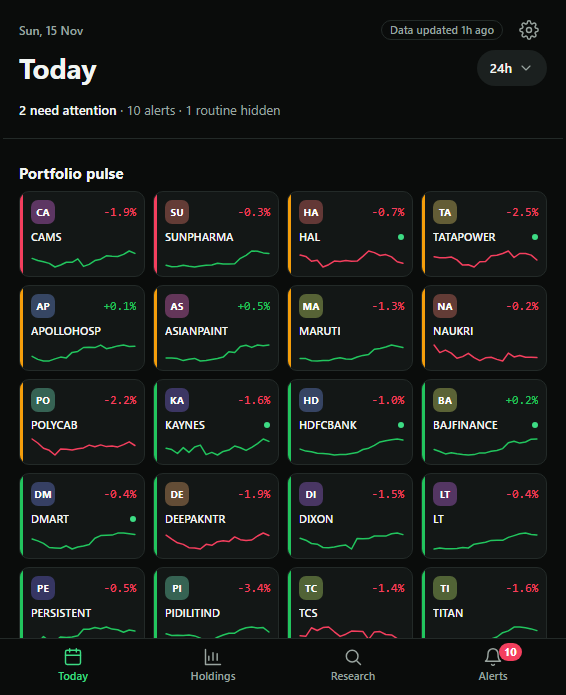 Sun, 15 Nov
Data updated 1h ago
Today
24h
2 need attention · 10 alerts · 1 routine hidden
Portfolio pulse
CA -1.9%
CAMS
SU -0.3%
SUNPHARMA
HA -0.7%
HAL
TA -2.5%
TATAPOWER
AP +0.1%
APOLLOHOSP
AS +0.5%
ASIANPAINT
MA -1.3%
MARUTI
NA -0.2%
NAUKRI
PO -2.2%
POLYCAB
KA -1.6%
KAYNES
HD -1.0%
HDFCBANK
BA +0.2%
BAJFINANCE
DM -0.4%
DMART
DE -1.9%
DEEPAKNTR
DI -1.5%
DIXON
LT -0.4%
LT
PE -0.5%
PERSISTENT
PI -3.4%
PIDILITIND
TC -1.4%
TCS
TI -1.6%
TITAN
10
Today
Holdings
Research
Alerts